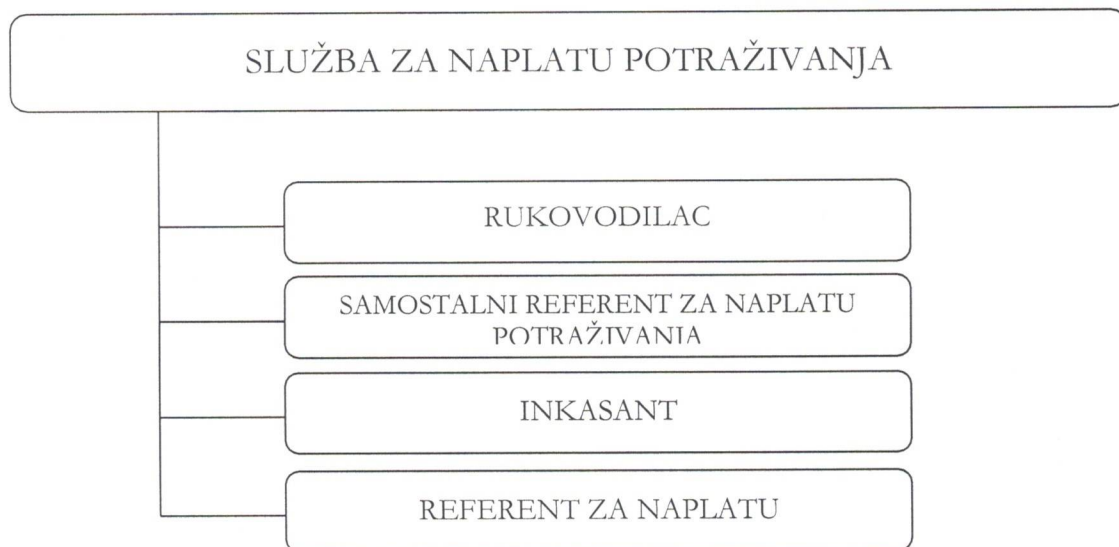 SLUŽBA ZA NAPLATU POTRAŽIVANJA
RUKOVODILAC
SAMOSTALNI REFERENT ZA NAPLATU
POTRAŽIVANJA
INKASANT
REFERENT ZA NAPLATU